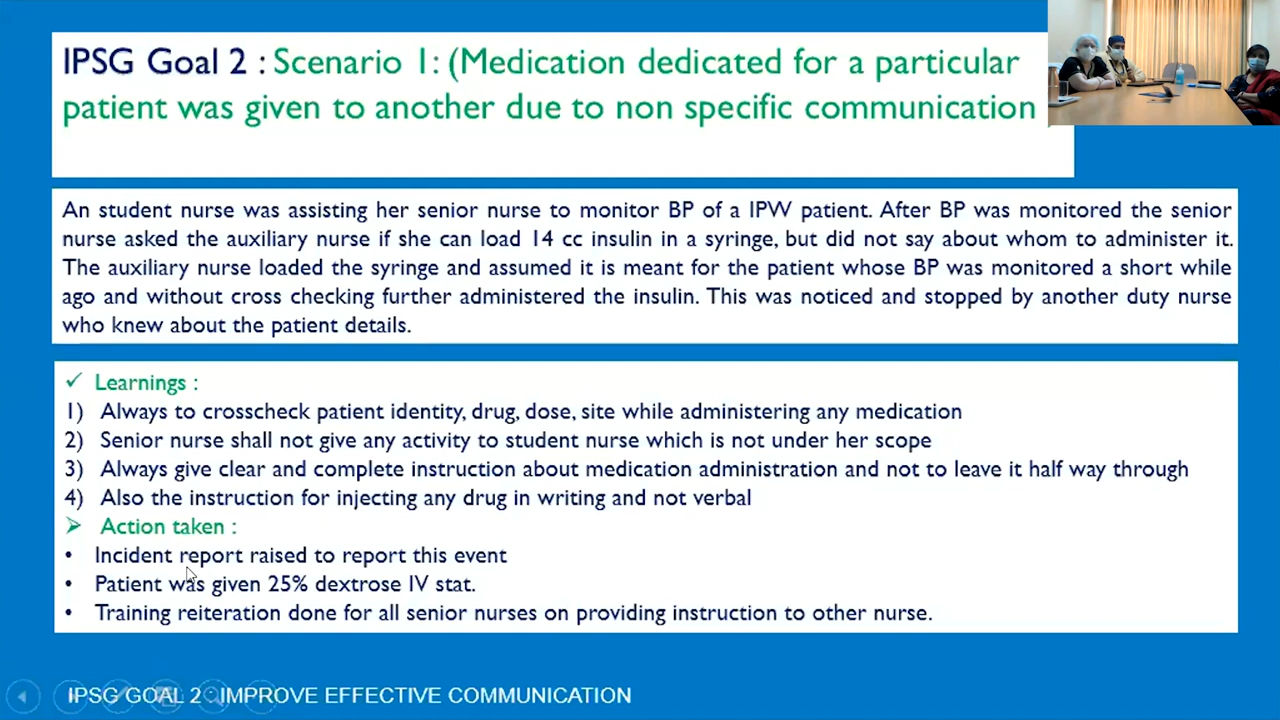 IPSG Goal 2 : Scenario 1: (Medication dedicated for a particular
patient was given to another due to non specific communication
An student nurse was assisting her senior nurse to monitor BP of a IPW patient. After BP was monitored the senior
nurse asked the auxiliary nurse if she can load 14 cc insulin in a syringe, but did not say about whom to administer it.
The auxiliary nurse loaded the syringe and assumed it is meant for the patient whose BP was monitored a short while
ago and without cross checking further administered the insulin. This was noticed and stopped by another duty nurse
who knew about the patient details.
✓ Learnings :
1) Always to crosscheck patient identity, drug, dose, site while administering any medication
2) Senior nurse shall not give any activity to student nurse which is not under her scope
3) Always give clear and complete instruction about medication administration and not to leave it half way through
4) Also the instruction for injecting any drug in writing and not verbal
➢ Action taken :
• Incident report raised to report this event
• Patient was given 25% dextrose IV stat.
• Training reiteration done for all senior nurses on providing instruction to other nurse.
IPSG GOAL 2 : IMPROVE EFFECTIVE COMMUNICATION